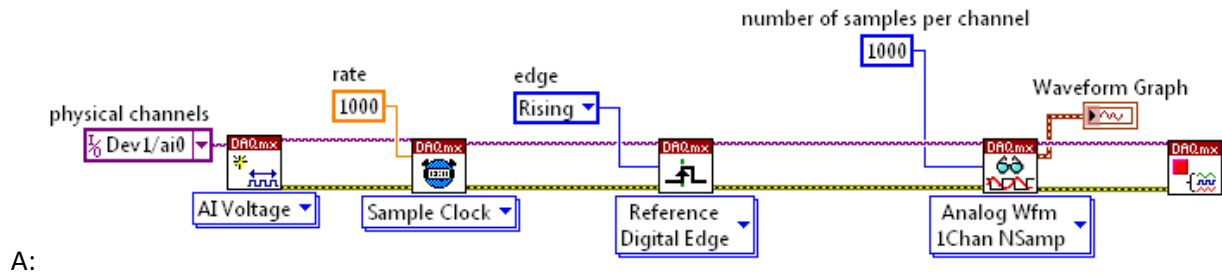 number of samples per channel
1000
rate
edge
Waveform Graph
1000
Rising
physical channels
I/O Dev1/ai0
DAQmx
DAQmx
DAQmx
DAQmx
DAQmx
AI Voltage
Sample Clock
Reference
Digital Edge
Analog Wfm
1Chan NSamp
A: